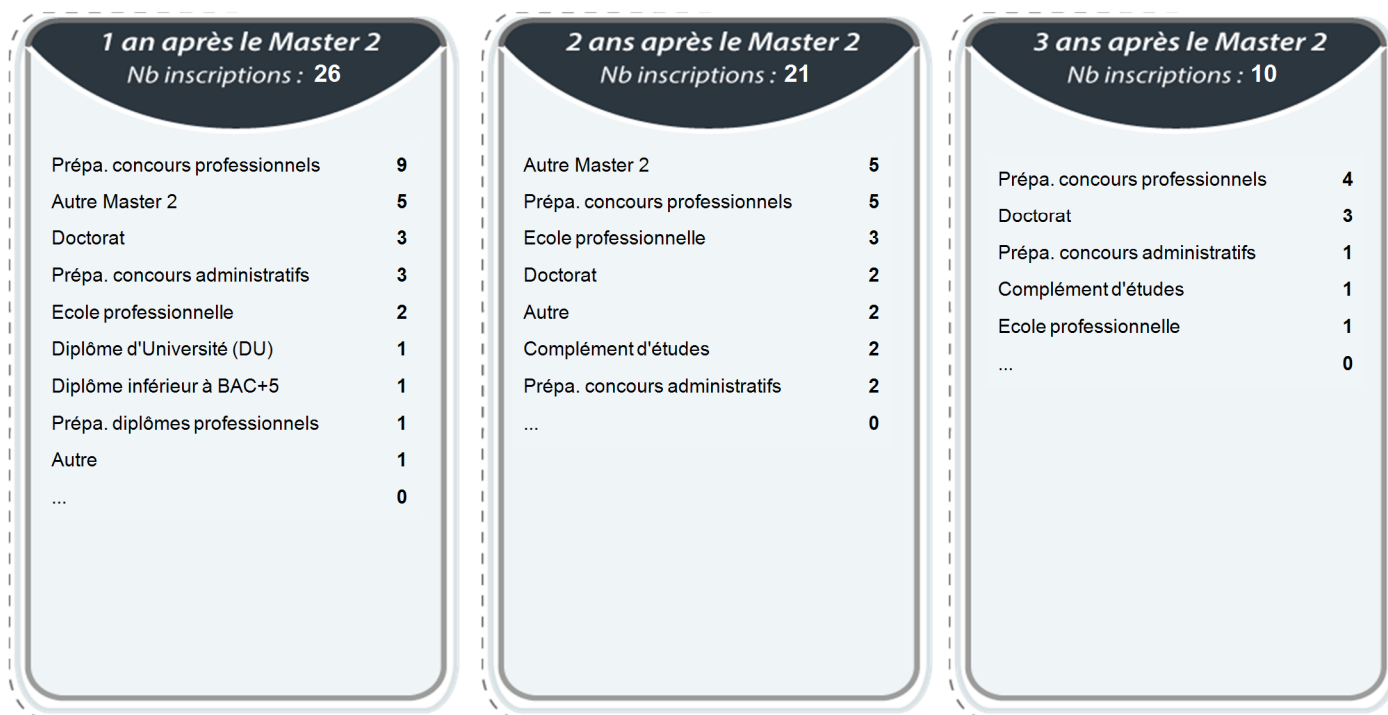 1 an après le Master 2
Nb inscriptions : 26
Prépa. concours professionnels 9
Autre Master 2 5
Doctorat 3
Prépa. concours administratifs 3
Ecole professionnelle 2
Diplôme d'Université (DU) 1
Diplôme inférieur à BAC+5 1
Prépa. diplômes professionnels 1
Autre 1
... 0
2 ans après le Master 2
Nb inscriptions : 21
Autre Master 2 5
Prépa. concours professionnels 5
Ecole professionnelle 3
Doctorat 2
Autre 2
Complément d'études 2
Prépa. concours administratifs 2
... 0
3 ans après le Master 2
Nb inscriptions : 10
Prépa. concours professionnels 4
Doctorat 3
Prépa. concours administratifs 1
Complément d'études 1
Ecole professionnelle 1
... 0